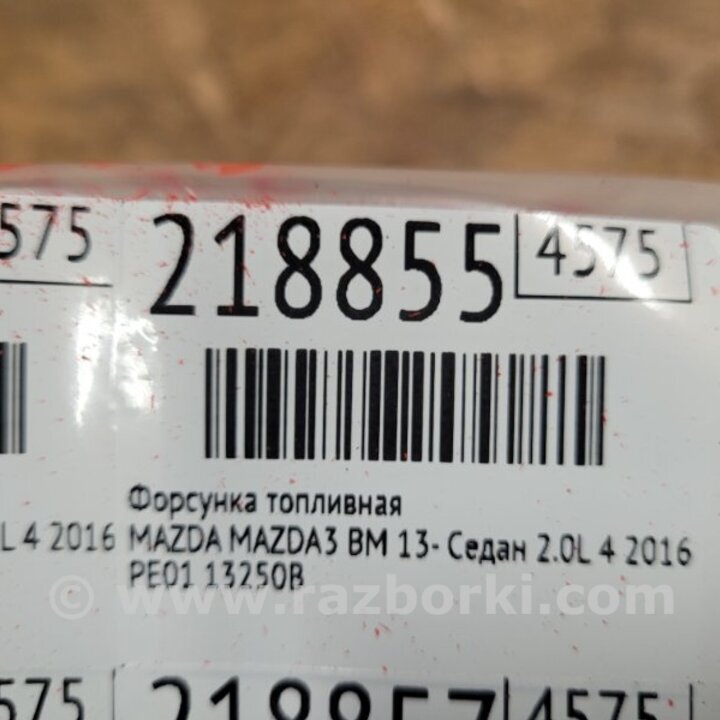 575 218855 4575
Форсунка топливная
L 4 2016 MAZDA MAZDA3 BM 13- Седан 2.0L 4 2016
PE01 13250B
© www.razborki.com
575 218857 4575